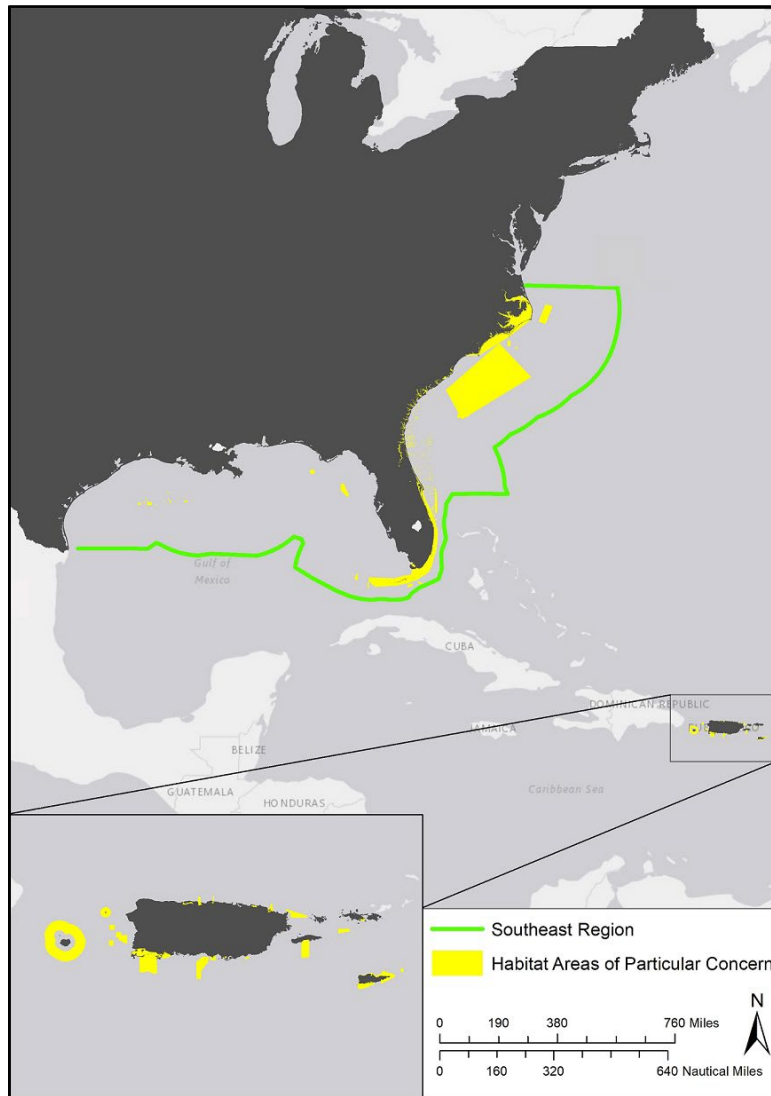 Gulf of
Mexico
CUBA
DOMINICAN REPUBLIC
JAMAICA
BELIZE
GUATEMALA
HONDURAS
Caribbean Sea
Southeast Region
Habitat Areas of Particular Concern
N
0 190 380 760 Miles
0 160 320 640 Nautical Miles